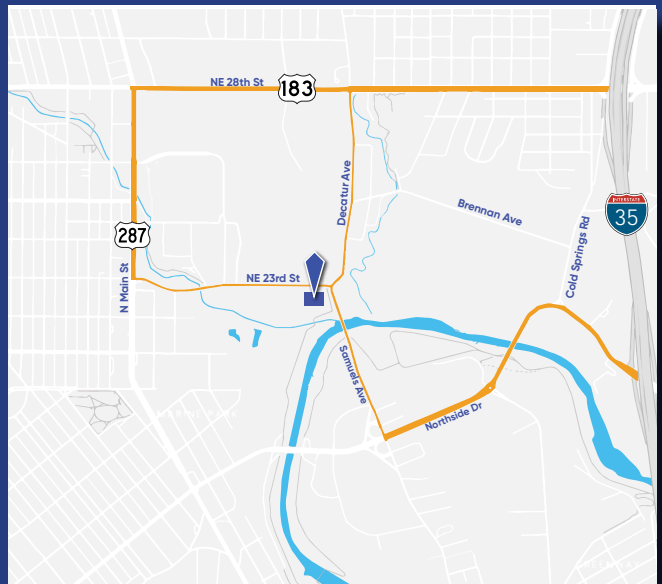 NE 28th St
183
Decatur Ave
Brennan Ave
INTERSTATE
35
287
Cold Springs Rd
N Main St
NE 23rd St
Samuels Ave
Northside Dr